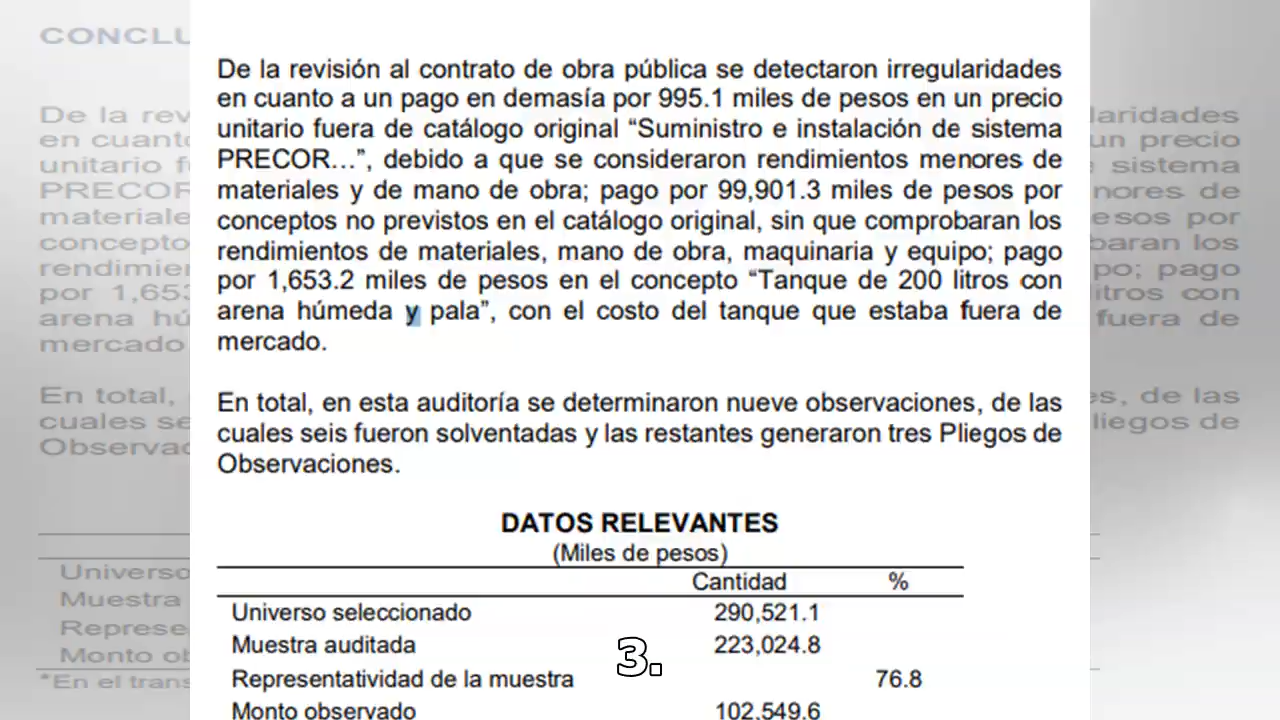 CONCLU
De la revisión al contrato de obra pública se detectaron irregularidades
en cuanto a un pago en demasía por 995.1 miles de pesos en un precio
unitario fuera de catálogo original “Suministro e instalación de sistema
PRECOR…”, debido a que se consideraron rendimientos menores de
materiales y de mano de obra; pago por 99,901.3 miles de pesos por
conceptos no previstos en el catálogo original, sin que comprobaran los
rendimientos de materiales, mano de obra, maquinaria y equipo; pago
por 1,653.2 miles de pesos en el concepto “Tanque de 200 litros con
arena húmeda y pala”, con el costo del tanque que estaba fuera de
mercado.
En total, en esta auditoría se determinaron nueve observaciones, de las
cuales seis fueron solventadas y las restantes generaron tres Pliegos de
Observaciones.
DATOS RELEVANTES
(Miles de pesos)
Cantidad %
Universo seleccionado 290,521.1
Muestra auditada 223,024.8
3.
Representatividad de la muestra 76.8
Monto observado 102,549.6